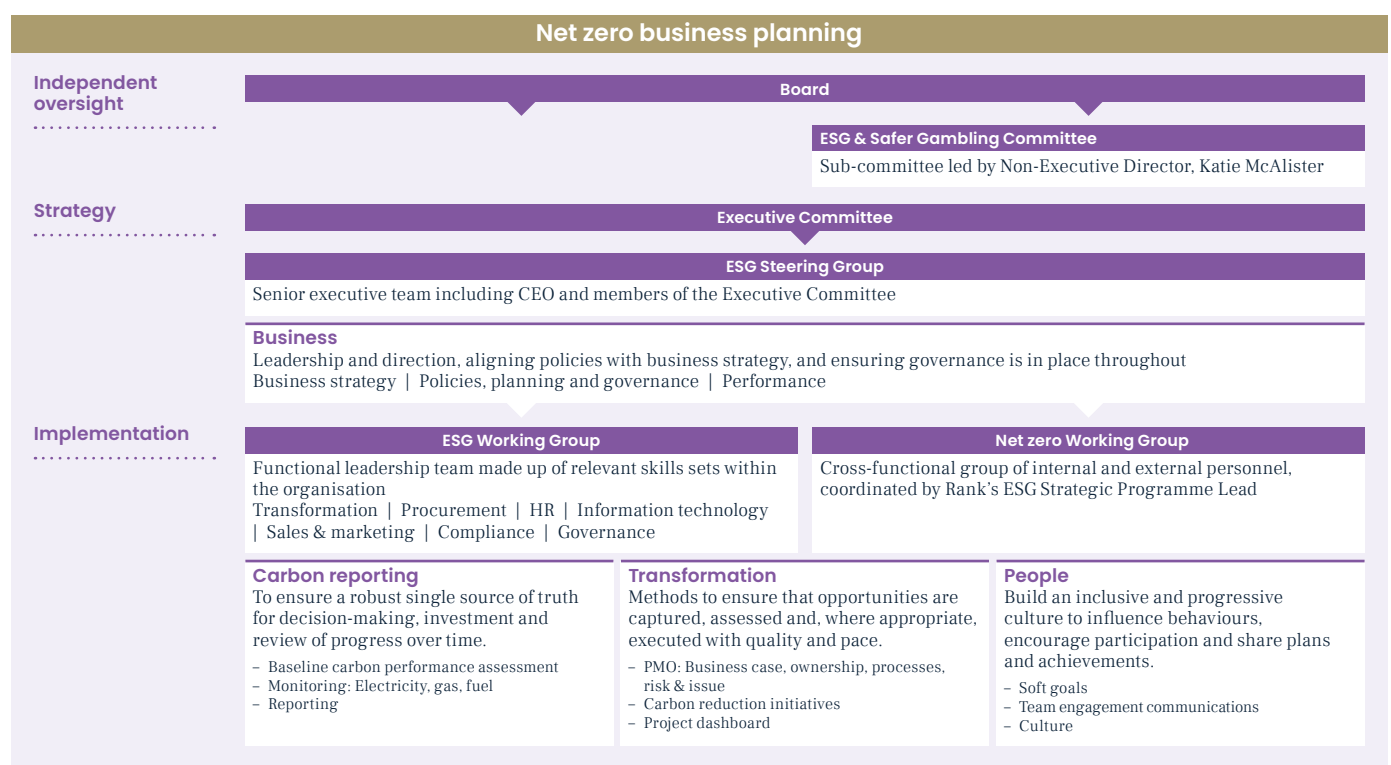 Net zero business planning
Independent
oversight
Board
ESG & Safer Gambling Committee
Sub-committee led by Non-Executive Director, Katie McAlister
Strategy
Executive Committee
ESG Steering Group
Senior executive team including CEO and members of the Executive Committee
Business
Leadership and direction, aligning policies with business strategy, and ensuring governance is in place throughout
Business strategy | Policies, planning and governance | Performance
Implementation
ESG Working Group
Functional leadership team made up of relevant skills sets within
the organisation
Transformation | Procurement | HR | Information technology
| Sales & marketing | Compliance | Governance
Net zero Working Group
Cross-functional group of internal and external personnel,
coordinated by Rank’s ESG Strategic Programme Lead
Carbon reporting
To ensure a robust single source of truth
for decision-making, investment and
review of progress over time.
– Baseline carbon performance assessment
– Monitoring: Electricity, gas, fuel
– Reporting
Transformation
Methods to ensure that opportunities are
captured, assessed and, where appropriate,
executed with quality and pace.
– PMO: Business case, ownership, processes,
risk & issue
– Carbon reduction initiatives
– Project dashboard
People
Build an inclusive and progressive
culture to influence behaviours,
encourage participation and share plans
and achievements.
– Soft goals
– Team engagement communications
– Culture